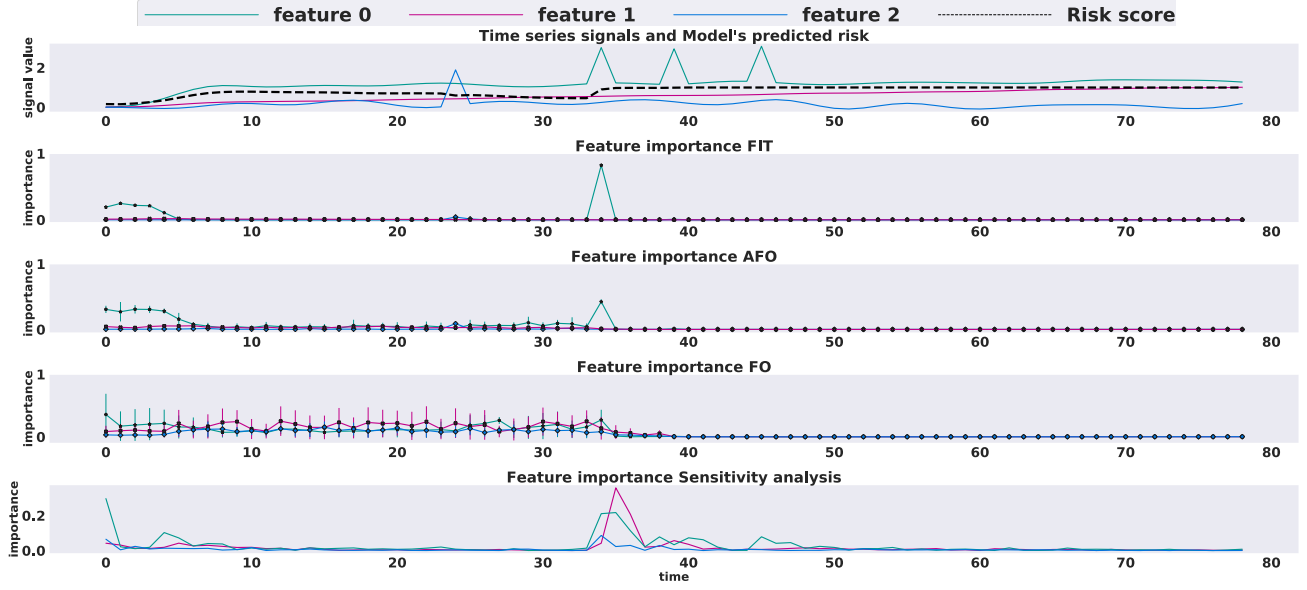 feature 0 feature 1 feature 2 Risk score
Time series signals and Model's predicted risk
signal value
2
0
0 10 20 30 40 50 60 70 80
Feature importance FIT
importance
1
0
0 10 20 30 40 50 60 70 80
Feature importance AFO
importance
1
0
0 10 20 30 40 50 60 70 80
Feature importance FO
importance
1
0
0 10 20 30 40 50 60 70 80
Feature importance Sensitivity analysis
importance
0.2
0.0
0 10 20 30 40 50 60 70 80
time